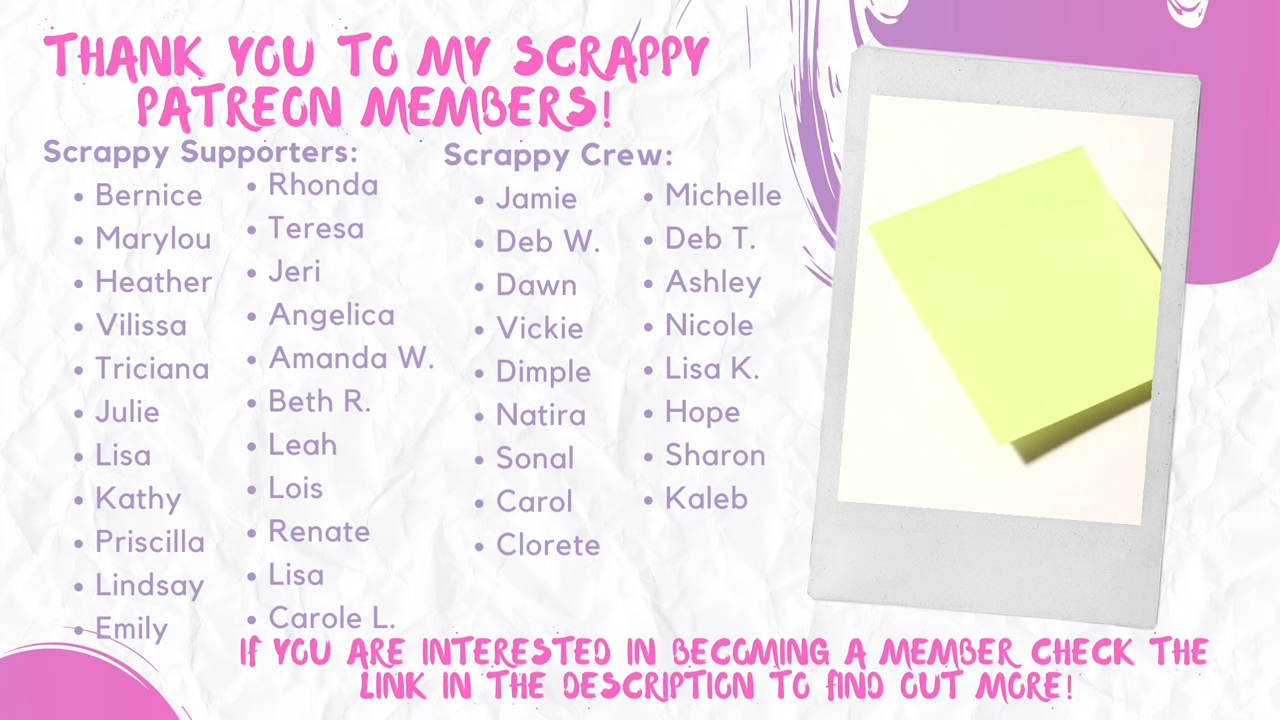 THANK YOU TO MY SCRAPPY
PATREON MEMBERS!
Scrappy Supporters:
• Bernice
• Marylou
• Heather
• Vilissa
• Triciana
• Julie
• Lisa
• Kathy
• Priscilla
• Lindsay
• Emily
• Rhonda
• Teresa
• Jeri
• Angelica
• Amanda W.
• Beth R.
• Leah
• Lois
• Renate
• Lisa
• Carole L.
Scrappy Crew:
• Jamie
• Deb W.
• Dawn
• Vickie
• Dimple
• Natira
• Sonal
• Carol
• Clorete
• Michelle
• Deb T.
• Ashley
• Nicole
• Lisa K.
• Hope
• Sharon
• Kaleb
IF YOU ARE INTERESTED IN BECOMING A MEMBER CHECK THE
LINK IN THE DESCRIPTION TO FIND OUT MORE!